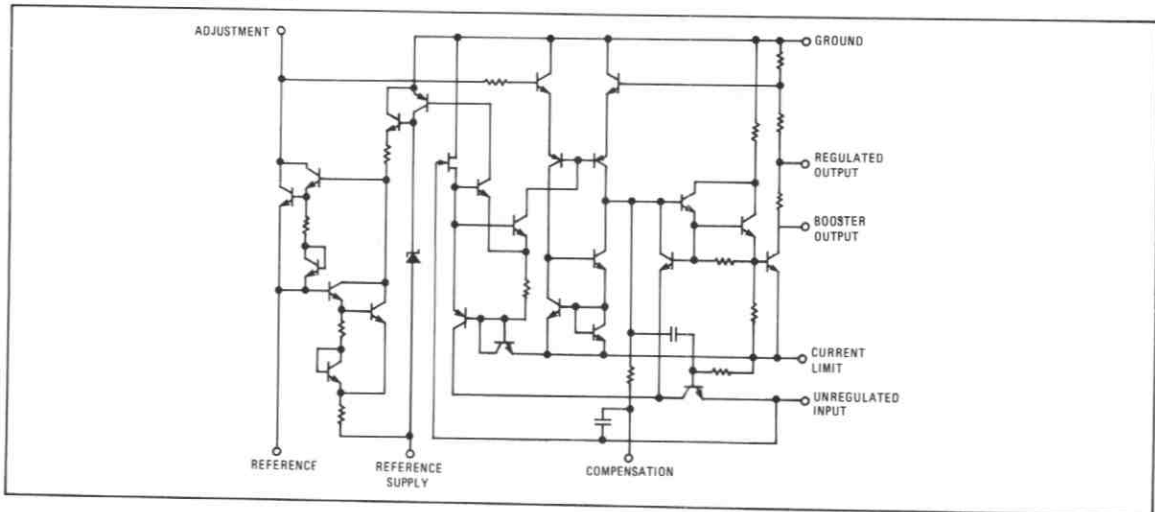 ADJUSTMENT
GROUND
REGULATED
OUTPUT
BOOSTER
OUTPUT
CURRENT
LIMIT
UNREGULATED
INPUT
REFERENCE
REFERENCE
SUPPLY
COMPENSATION